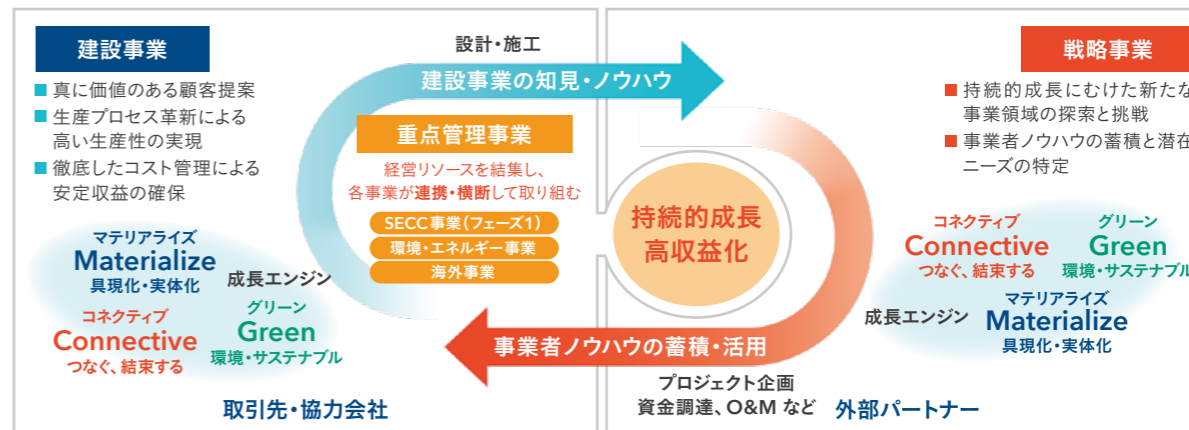 建設事業
真に価値のある顧客提案
生産プロセス革新による
高い生産性の実現
徹底したコスト管理による
安定収益の確保
設計・施工
建設事業の知見・ノウハウ
重点管理事業
経営リソースを結集し、
各事業が連携・横断して取り組む
SECC事業（フェーズ1）
環境・エネルギー事業
海外事業
マテリアライズ
Materialize
具現化・実体化
成長エンジン
コネクティブ
Connective
つなぐ、結束する
グリーン
Green
環境・サステナブル
取引先・協力会社
持続的成長
高収益化
戦略事業
持続的成長にむけた新たな
事業領域の探索と挑戦
事業者ノウハウの蓄積と潜在
ニーズの特定
コネクティブ
Connective
つなぐ、結束する
グリーン
Green
環境・サステナブル
成長エンジン
マテリアライズ
Materialize
具現化・実体化
事業者ノウハウの蓄積・活用
プロジェクト企画
資金調達、O&M など
外部パートナー